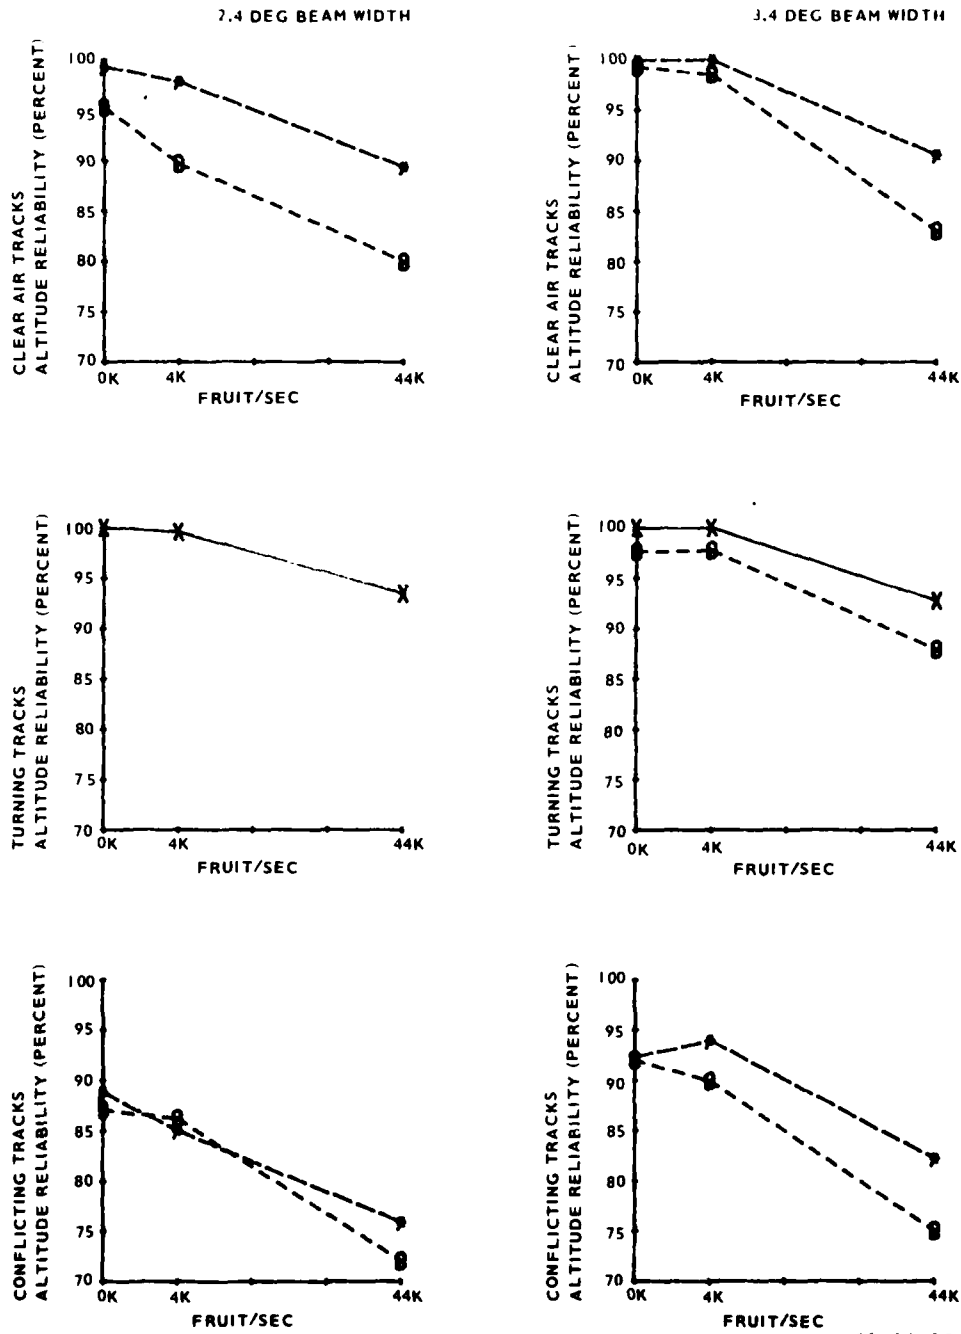 2.4 DEG BEAM WIDTH
3.4 DEG BEAM WIDTH
CLEAR AIR TRACKS
ALTITUDE RELIABILITY (PERCENT)
100
95
90
85
80
75
70
0K
4K
44K
FRUIT/SEC
CLEAR AIR TRACKS
ALTITUDE RELIABILITY (PERCENT)
100
95
90
85
80
75
70
0K
4K
44K
FRUIT/SEC
TURNING TRACKS
ALTITUDE RELIABILITY (PERCENT)
100
95
90
85
80
75
70
0K
4K
44K
FRUIT/SEC
TURNING TRACKS
ALTITUDE RELIABILITY (PERCENT)
100
95
90
85
80
75
70
0K
4K
44K
FRUIT/SEC
CONFLICTING TRACKS
ALTITUDE RELIABILITY (PERCENT)
100
95
90
85
80
75
70
0K
4K
44K
FRUIT/SEC
CONFLICTING TRACKS
ALTITUDE RELIABILITY (PERCENT)
100
95
90
85
80
75
70
0K
4K
44K
FRUIT/SEC